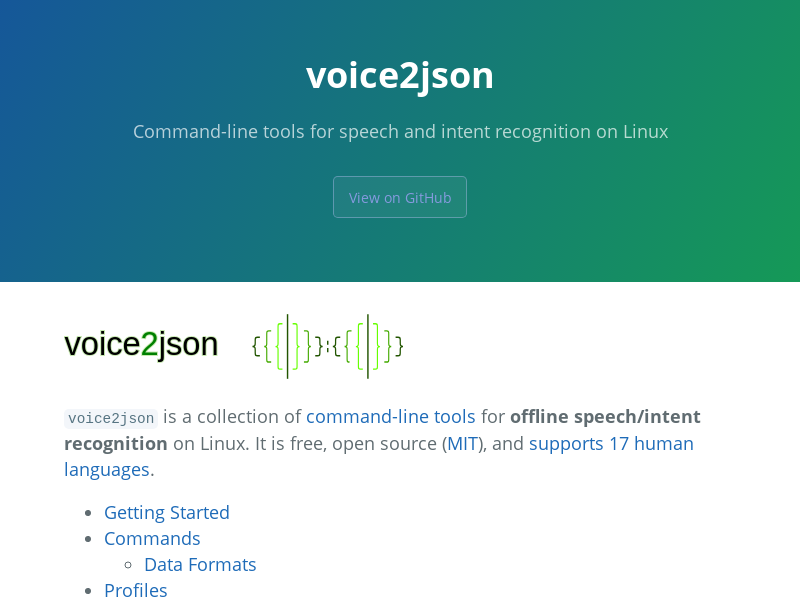 voice2json
Command-line tools for speech and intent recognition on Linux
View on GitHub
voice2json {{{|}}}:{{{|}}}
voice2json is a collection of command-line tools for offline speech/intent
recognition on Linux. It is free, open source (MIT), and supports 17 human
languages.
Getting Started
Commands
Data Formats
Profiles